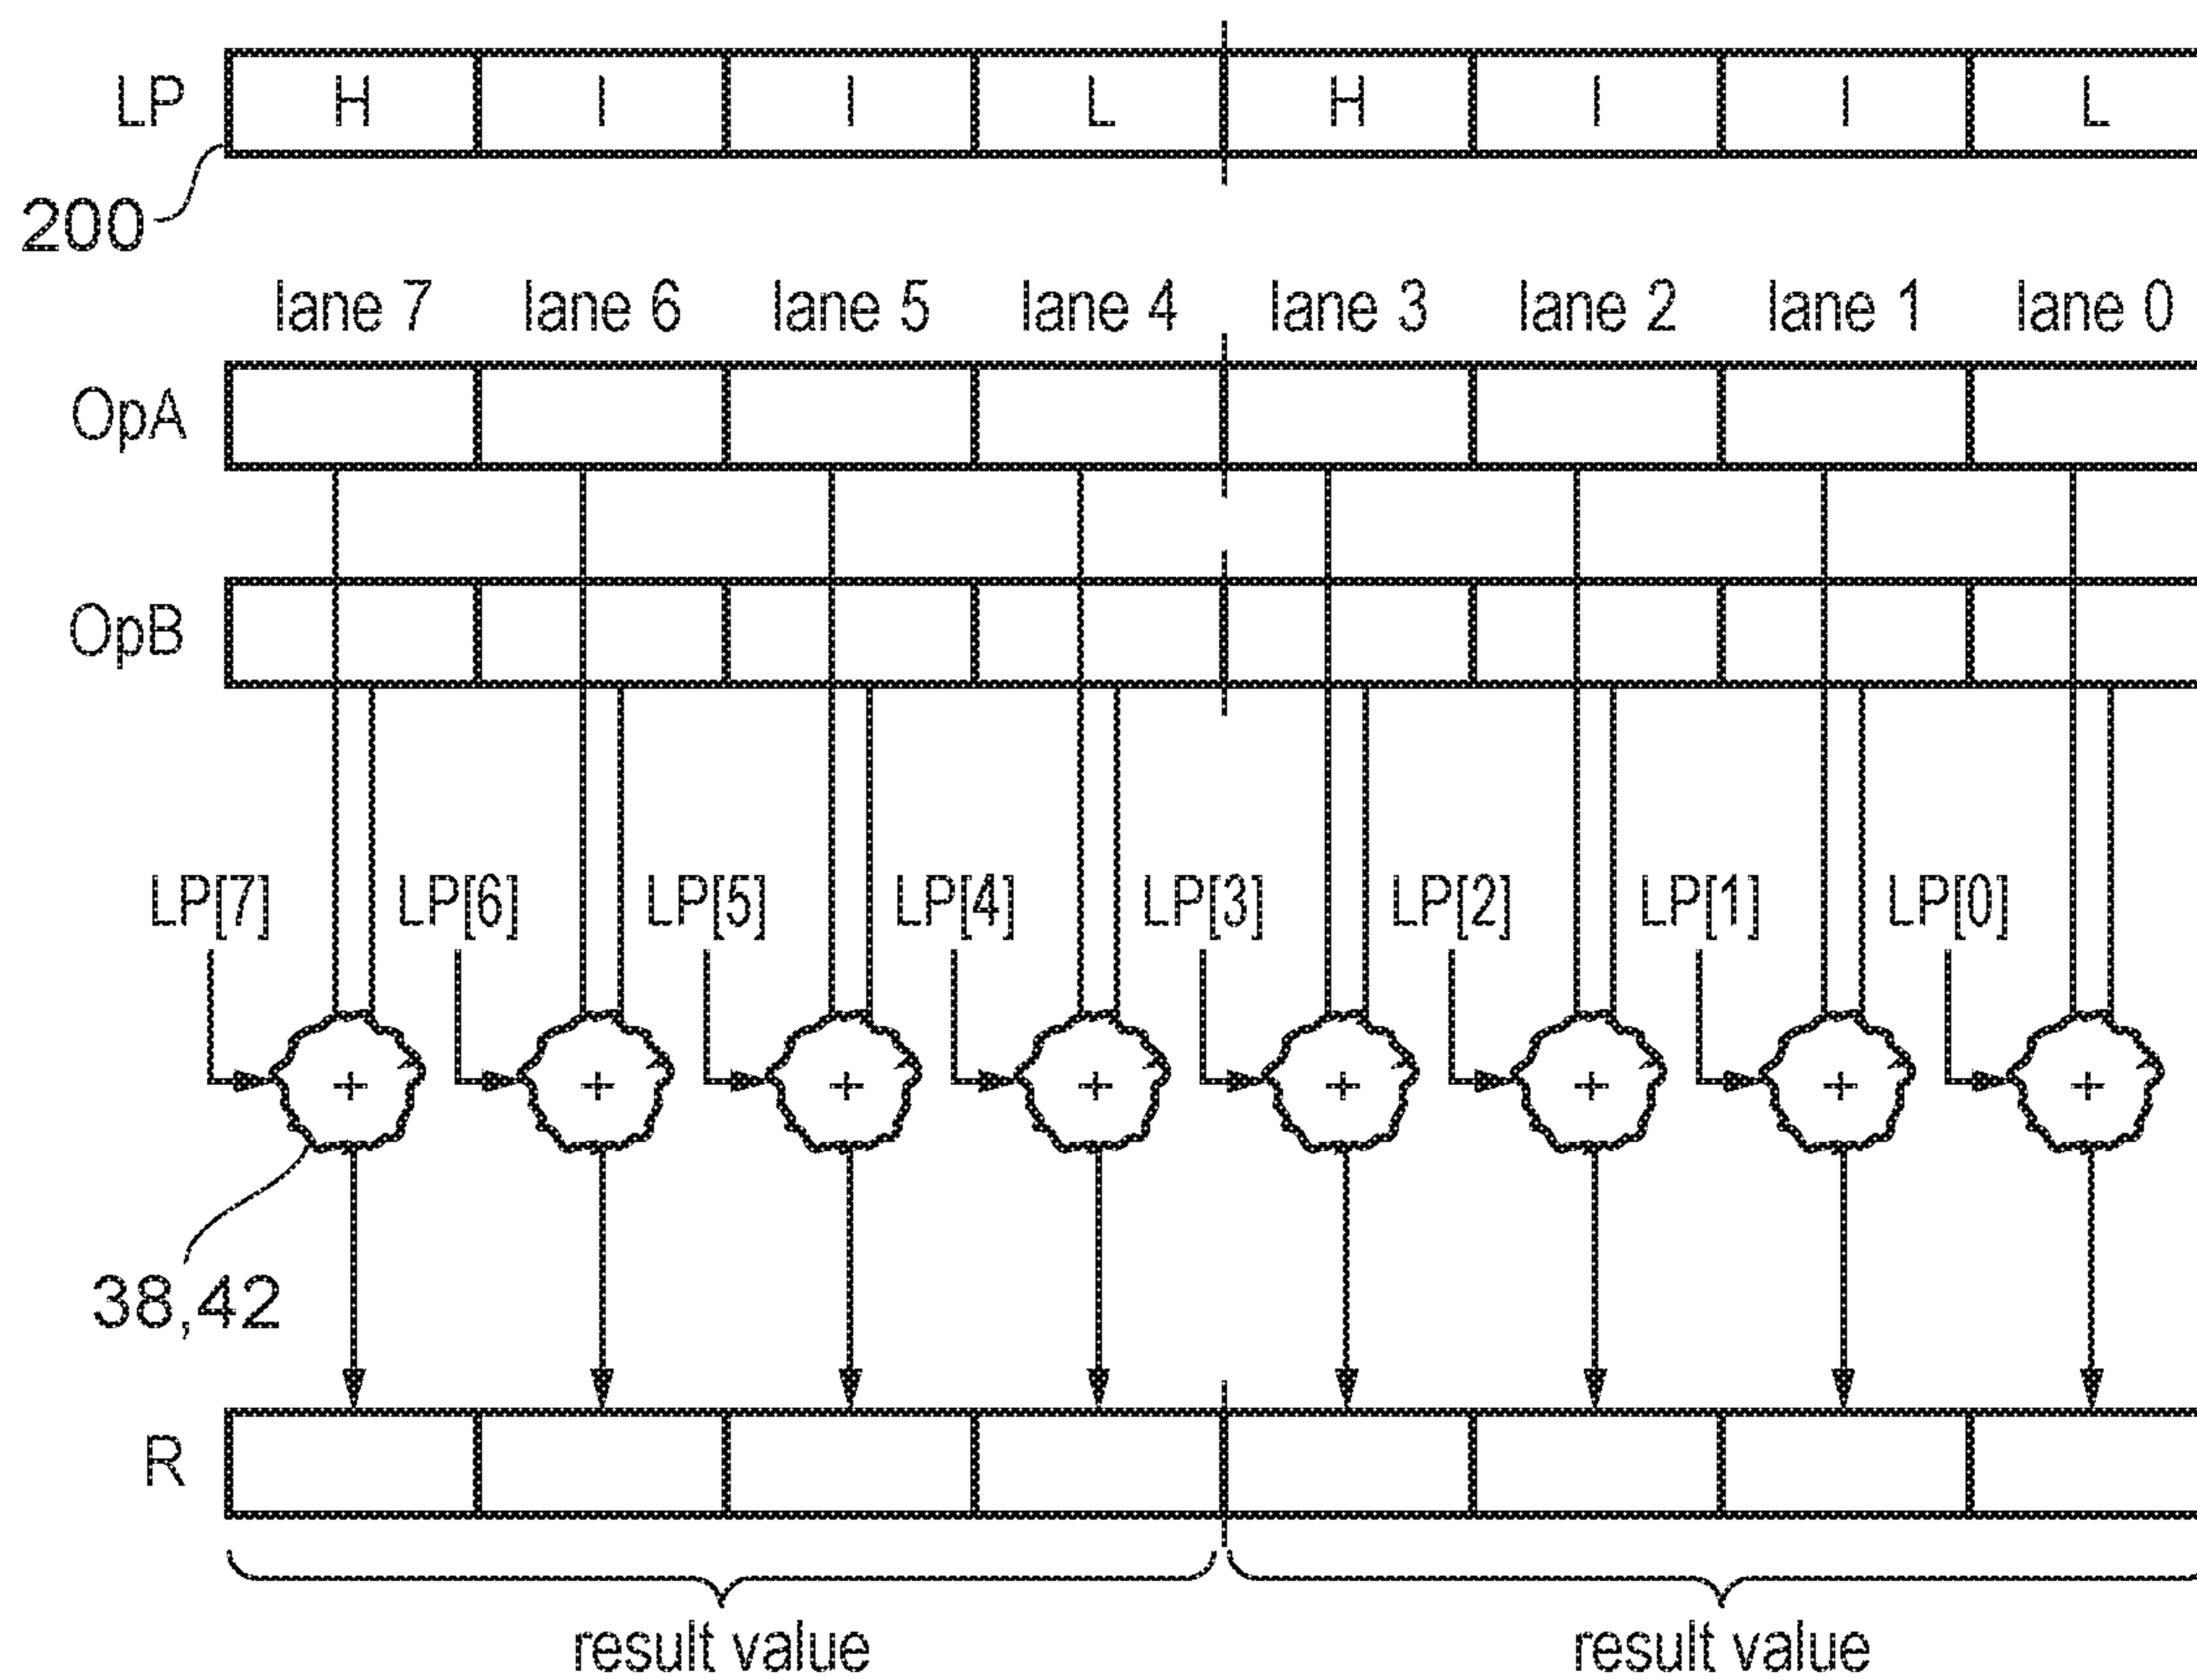 LP H I I L H I I L
200
lane 7 lane 6 lane 5 lane 4 lane 3 lane 2 lane 1 lane 0
OpA
OpB
LP[7] LP[6] LP[5] LP[4] LP[3] LP[2] LP[1] LP[0]
+ + + + + + + +
38,42
R
result value result value